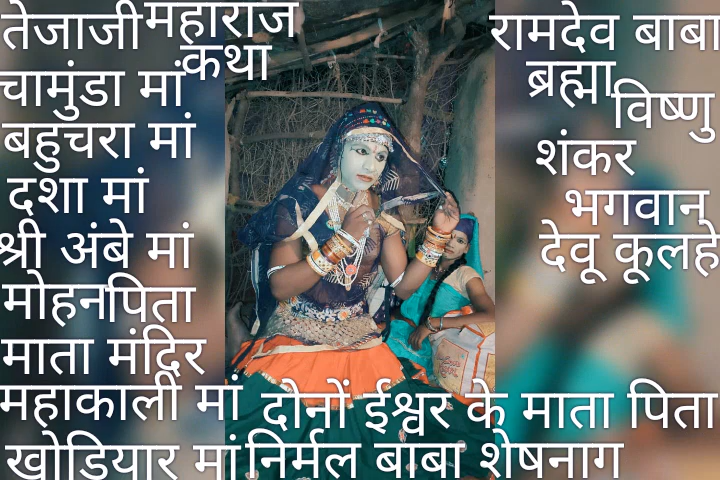 तेजाजी महाराज
कथा
चामुंडा मां
बहुचरा मां
दशा मां
श्री अंबे मां
मोहनपिता
माता मंदिर
महाकाली मां
खोडियार मां
रामदेव बाबा
ब्रह्मा
विष्णु
शंकर
भगवान
देवू कूलहे
दौनों ईश्वर के माता पिता
निर्मल बाबा शेषनाग